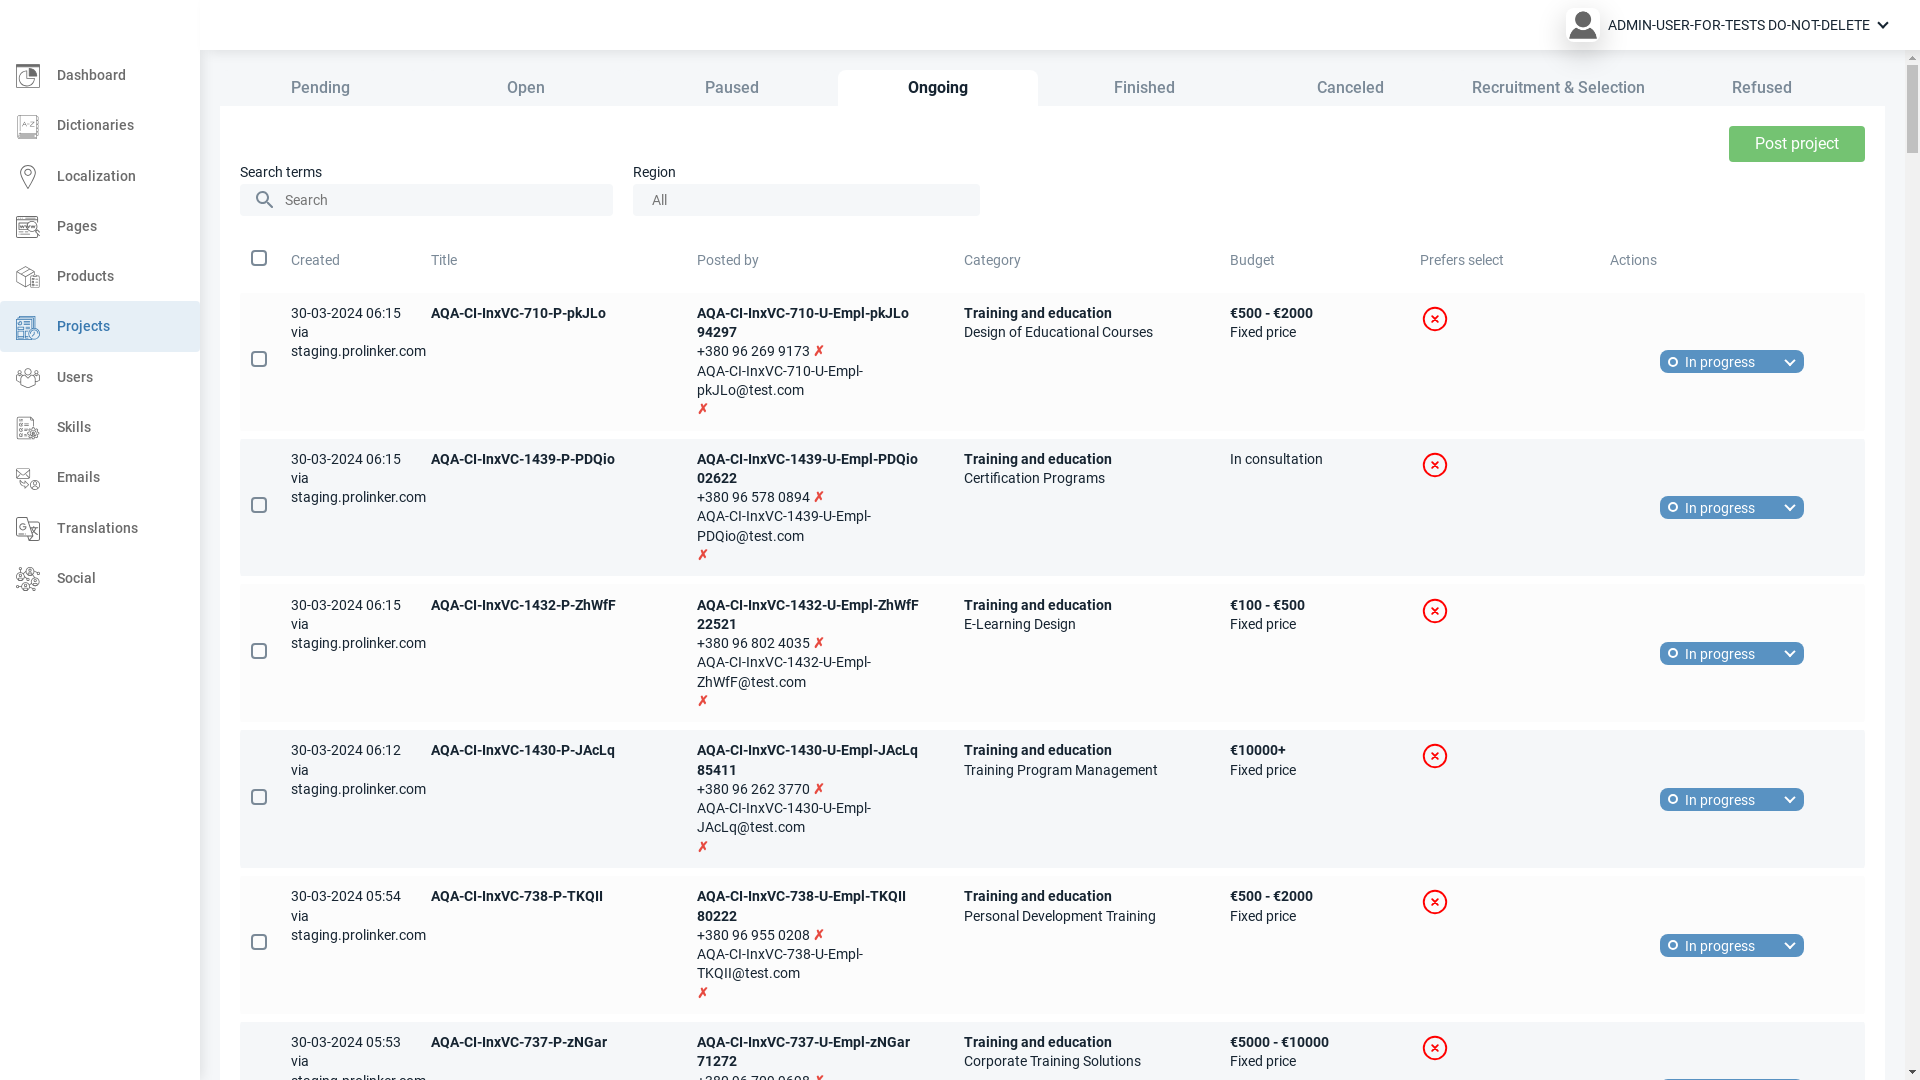 ADMIN-USER-FOR-TESTS DO-NOT-DELETE
Dashboard
Dictionaries
Localization
Pages
Products
Projects
Users
Skills
Emails
Translations
Social
Pending Open Paused Ongoing Finished Canceled Recruitment & Selection Refused
Post project
Search terms Region
Search All
Created Title Posted by Category Budget Prefers select Actions
30-03-2024 06:15 AQA-CI-InxVC-710-P-pkJLo AQA-CI-InxVC-710-U-Empl-pkJLo Training and education €500 - €2000
via 94297 Design of Educational Courses Fixed price
staging.prolinker.com +380 96 269 9173 ✗ In progress
AQA-CI-InxVC-710-U-Empl-
pkJLo@test.com
✗
30-03-2024 06:15 AQA-CI-InxVC-1439-P-PDQio AQA-CI-InxVC-1439-U-Empl-PDQio Training and education In consultation
via 02622 Certification Programs
staging.prolinker.com +380 96 578 0894 ✗ In progress
AQA-CI-InxVC-1439-U-Empl-
PDQio@test.com
✗
30-03-2024 06:15 AQA-CI-InxVC-1432-P-ZhWfF AQA-CI-InxVC-1432-U-Empl-ZhWfF Training and education €100 - €500
via 22521 E-Learning Design Fixed price
staging.prolinker.com +380 96 802 4035 ✗ In progress
AQA-CI-InxVC-1432-U-Empl-
ZhWfF@test.com
✗
30-03-2024 06:12 AQA-CI-InxVC-1430-P-JAcLq AQA-CI-InxVC-1430-U-Empl-JAcLq Training and education €10000+
via 85411 Training Program Management Fixed price
staging.prolinker.com +380 96 262 3770 ✗ In progress
AQA-CI-InxVC-1430-U-Empl-
JAcLq@test.com
✗
30-03-2024 05:54 AQA-CI-InxVC-738-P-TKQII AQA-CI-InxVC-738-U-Empl-TKQII Training and education €500 - €2000
via 80222 Personal Development Training Fixed price
staging.prolinker.com +380 96 955 0208 ✗ In progress
AQA-CI-InxVC-738-U-Empl-
TKQII@test.com
✗
30-03-2024 05:53 AQA-CI-InxVC-737-P-zNGar AQA-CI-InxVC-737-U-Empl-zNGar Training and education €5000 - €10000
via 71272 Corporate Training Solutions Fixed price
staging.prolinker.com